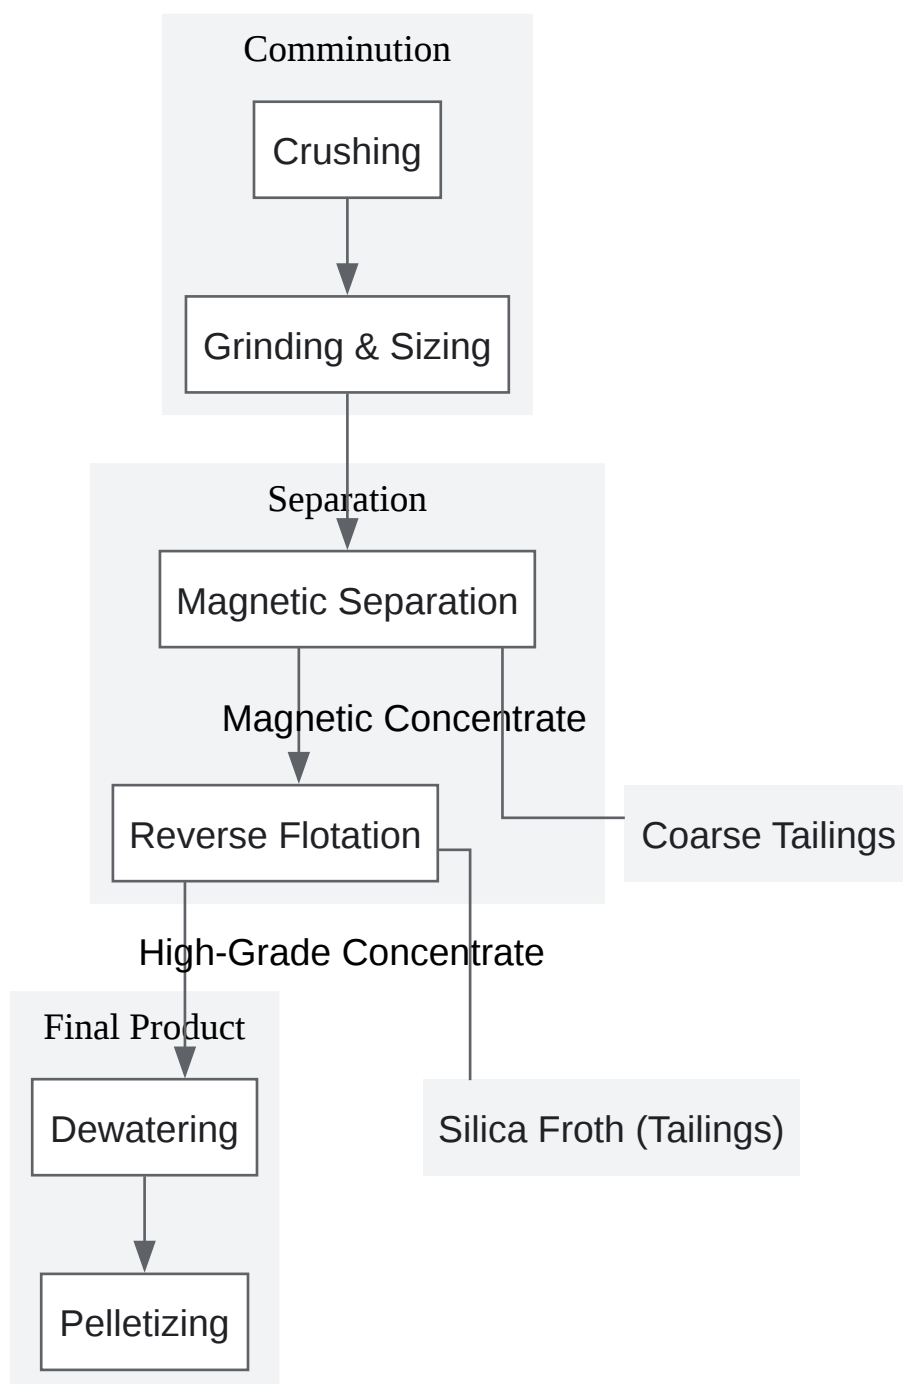 Comminution
Crushing
Grinding & Sizing
Separation
Magnetic Separation
Magnetic Concentrate
Reverse Flotation
Coarse Tailings
High-Grade Concentrate
Final Product
Dewatering
Silica Froth (Tailings)
Pelletizing